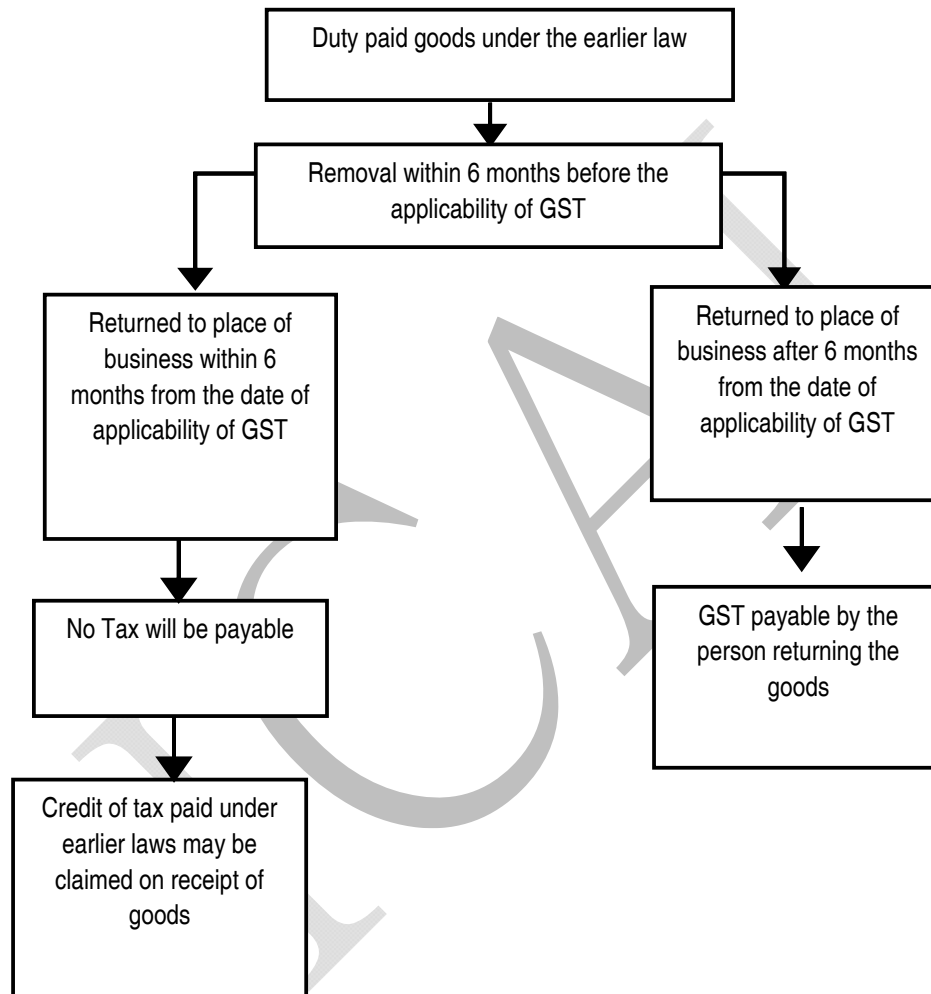 Duty paid goods under the earlier law
Removal within 6 months before the
applicability of GST
Returned to place of
business within 6
months from the date of
applicability of GST
Returned to place of
business after 6 months
from the date of
applicability of GST
No Tax will be payable
GST payable by the
person returning the
goods
Credit of tax paid under
earlier laws may be
claimed on receipt of
goods
ICAI